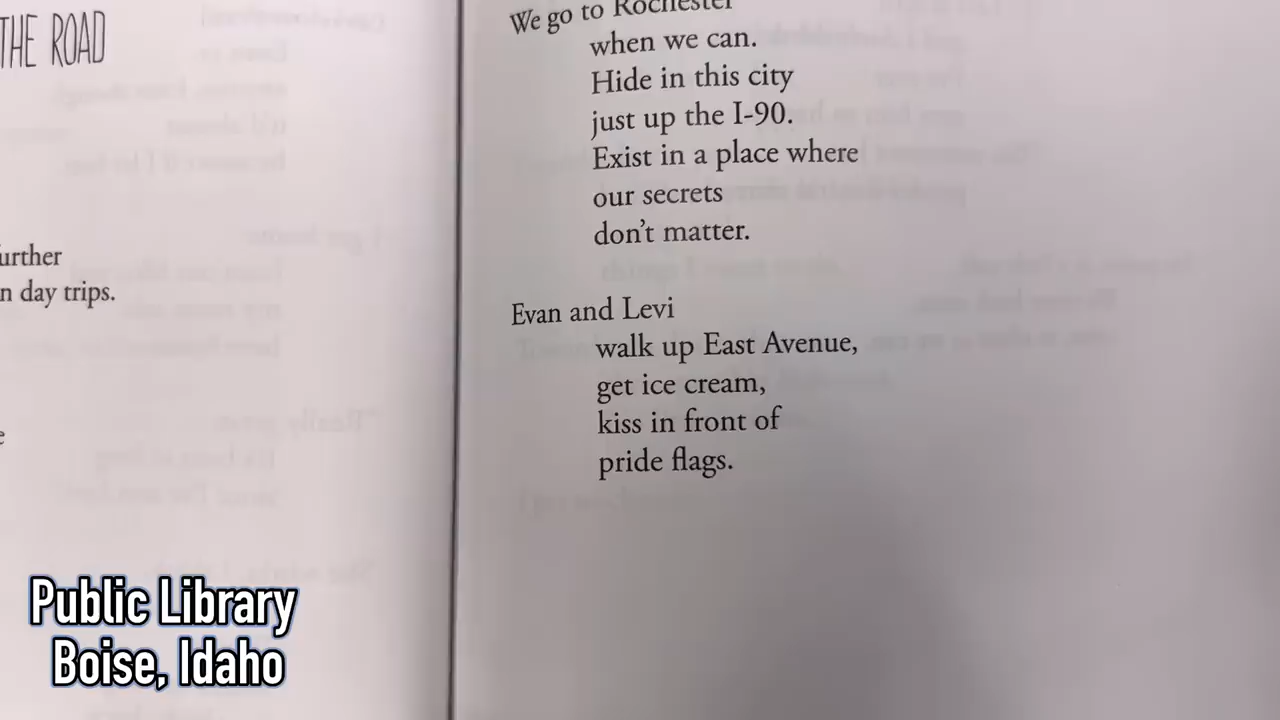 THE ROAD
n day trips.
We go to Rochester
when we can.
Hide in this city
just up the I-90.
Exist in a place where
our secrets
don't matter.
Evan and Levi
walk up East Avenue,
get ice cream,
kiss in front of
pride flags.
Public Library
Boise, Idaho